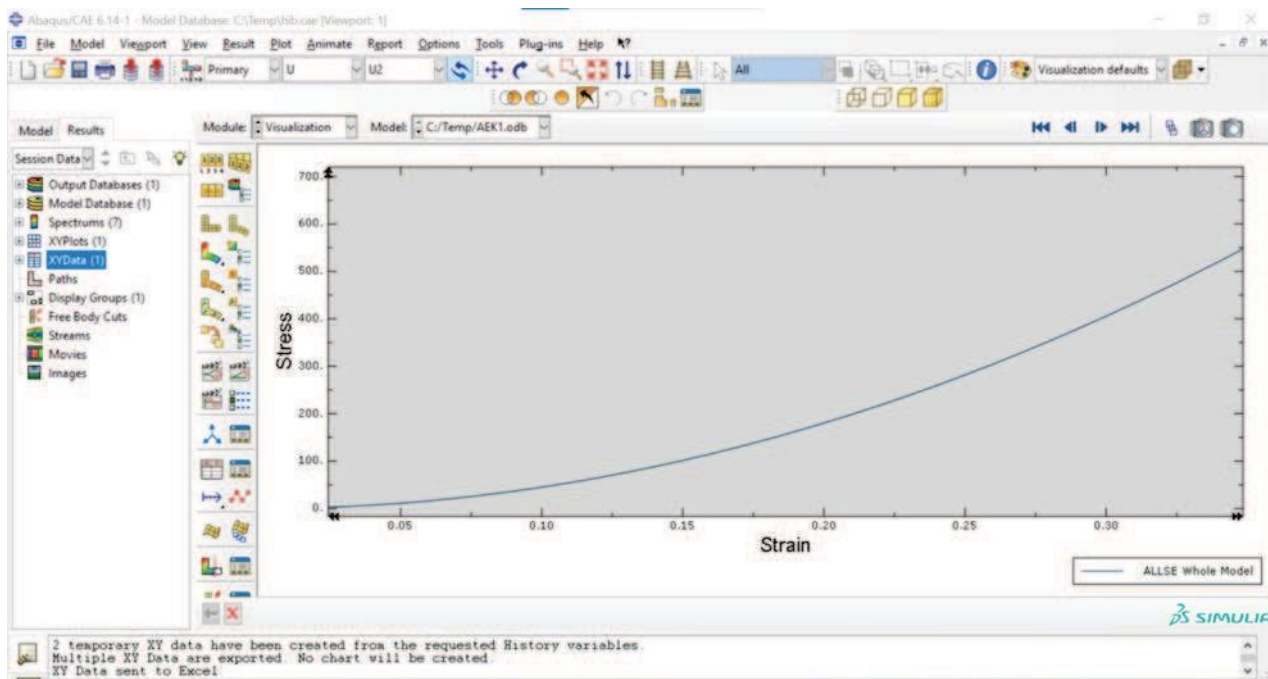 Abaqus/CAE 6.14-1 - Model Database: C:\Temp\hib.cae [Viewport: 1]
File Model Viewport View Result Plot Animate Report Options Tools Plug-ins Help
Primary U U2 All Visualization defaults
Model Results
Module: Visualization Model: C:/Temp/AEK1.odb
Session Data
Output Databases (1)
Model Database (1)
Spectrums (7)
XYPlots (1)
XYData (1)
Paths
Display Groups (1)
Free Body Cuts
Streams
Movies
Images
700.
600.
500.
400.
300.
200.
100.
0.
Stress
0.05 0.10 0.15 0.20 0.25 0.30
Strain
ALLSE Whole Model
SIMULIA
2 temporary XY data have been created from the requested History variables.
Multiple XY Data are exported. No chart will be created.
XY Data sent to Excel